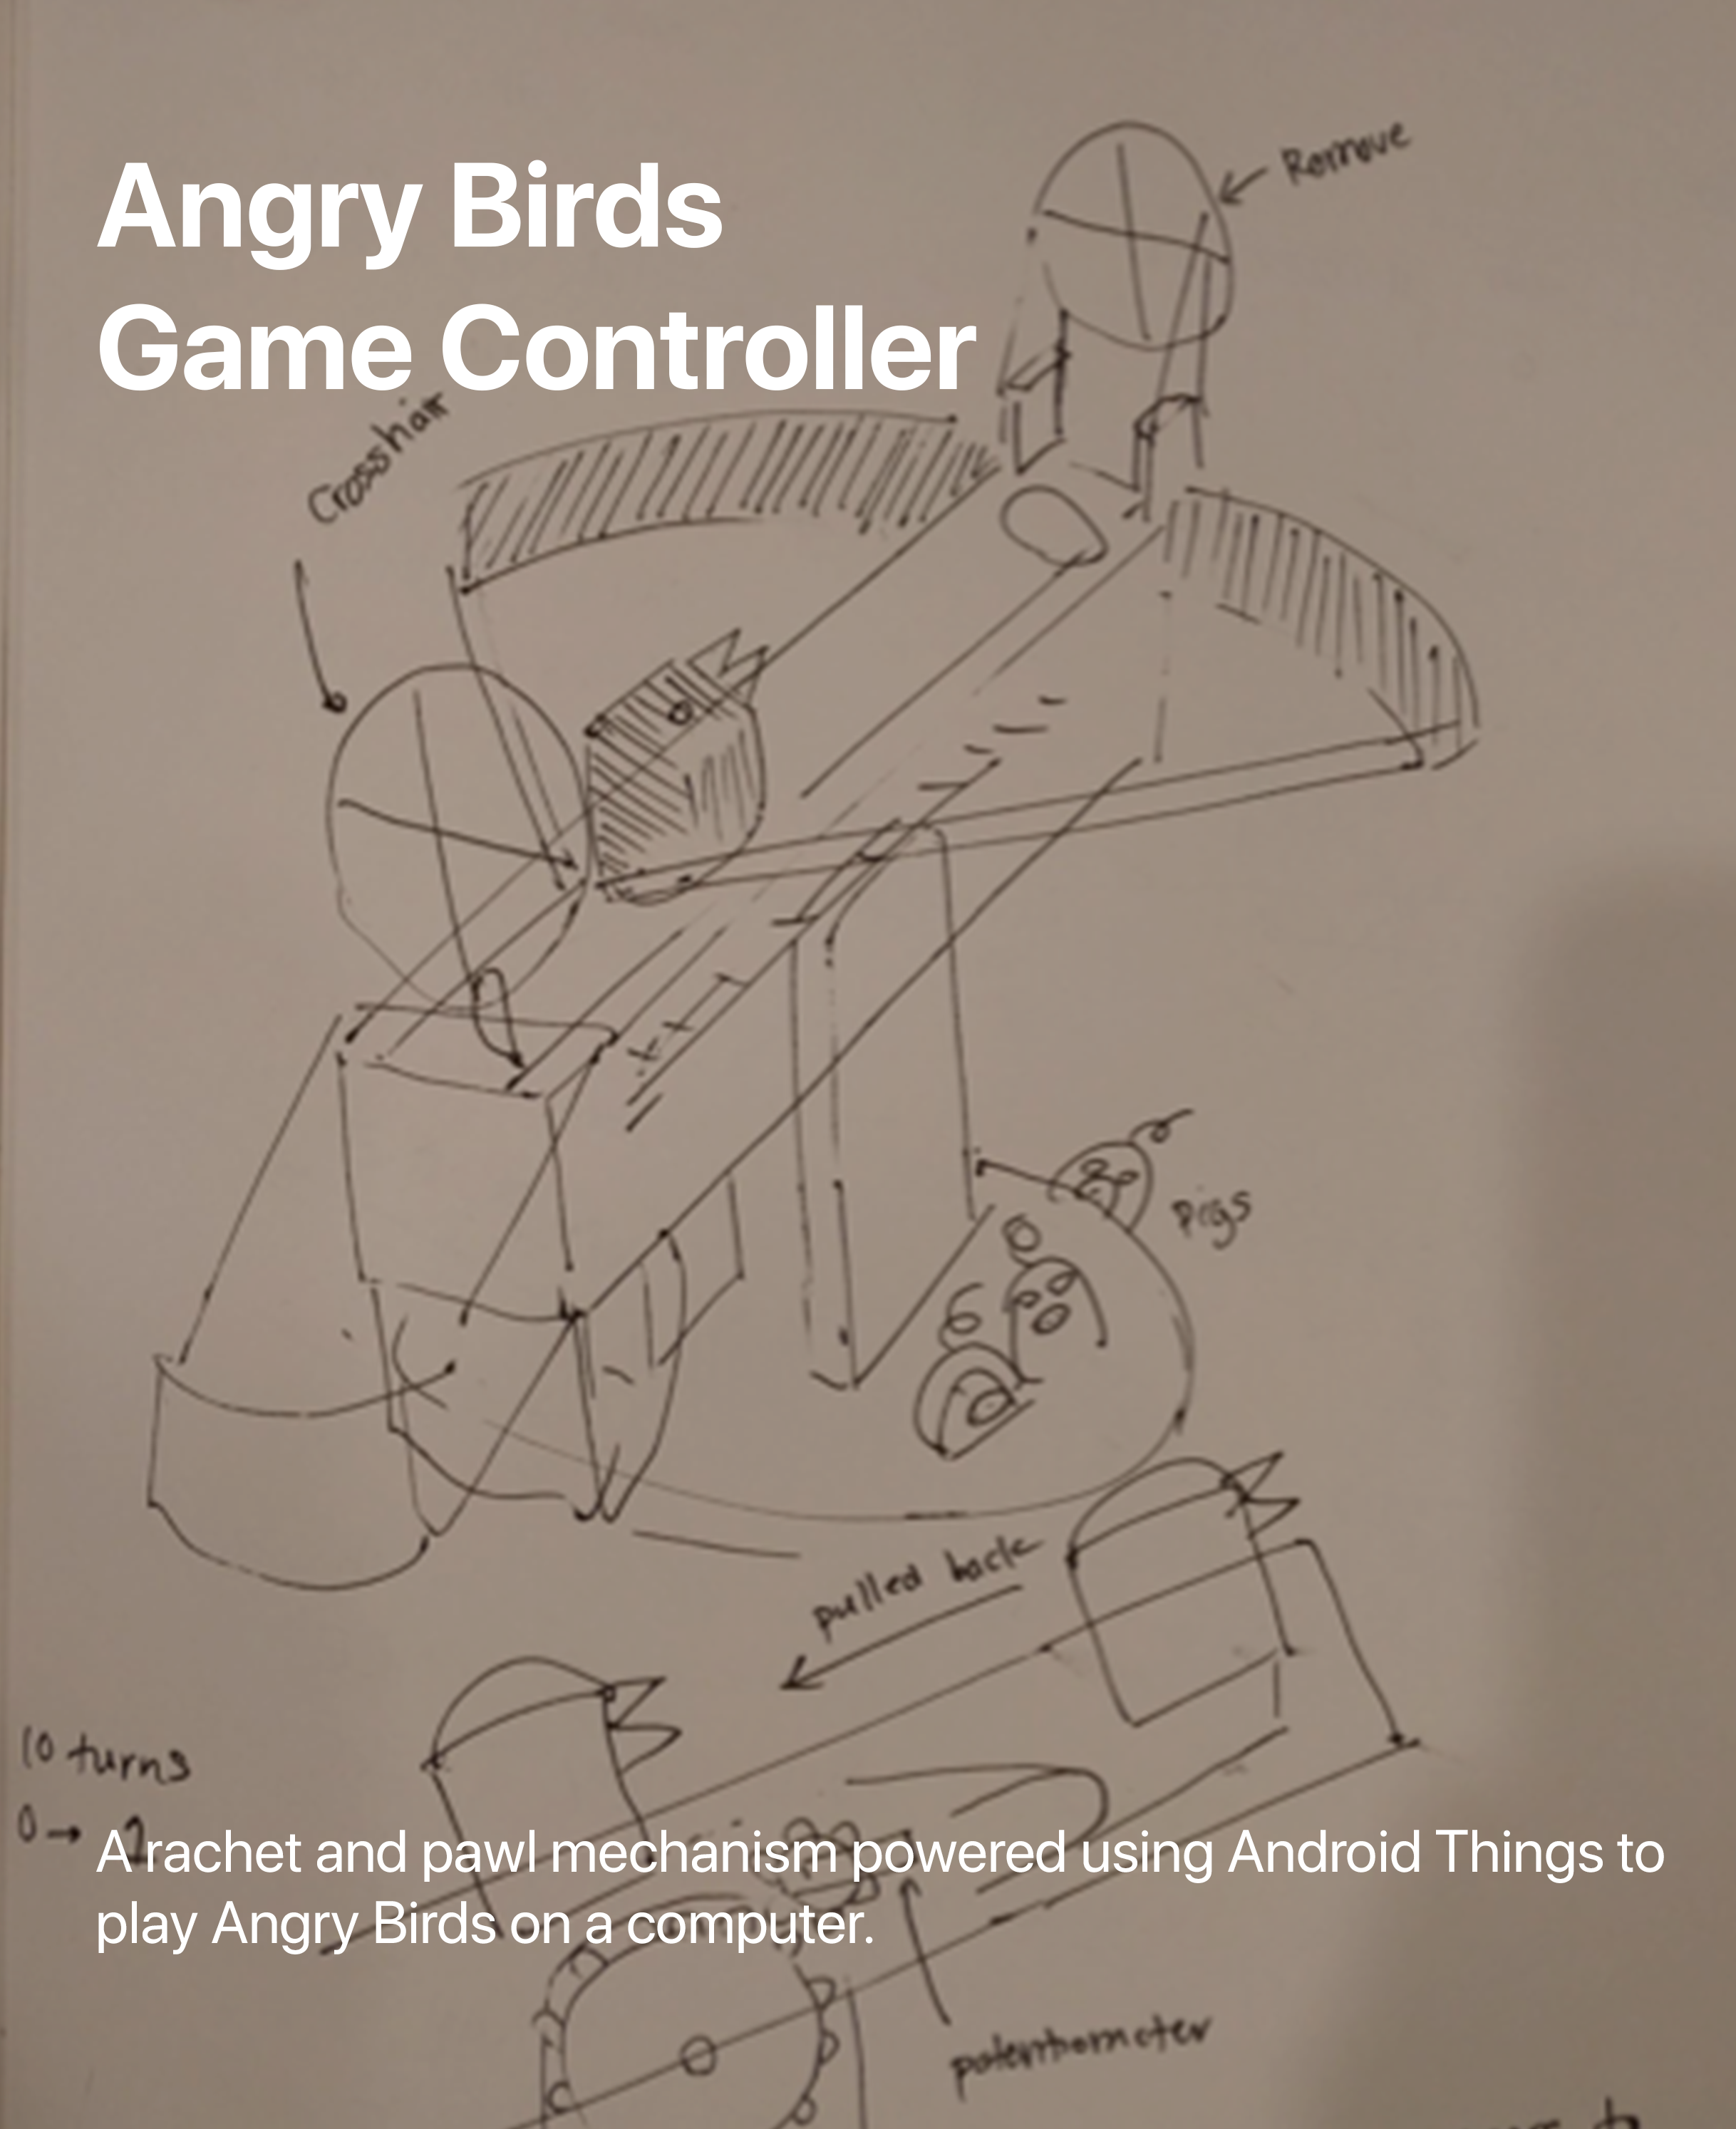 Angry Birds
Game Controller
Remove
Crosshair
Pigs
pulled back
10 turns
0→
A rachet and pawl mechanism powered using Android Things to
play Angry Birds on a computer.
potentiometer